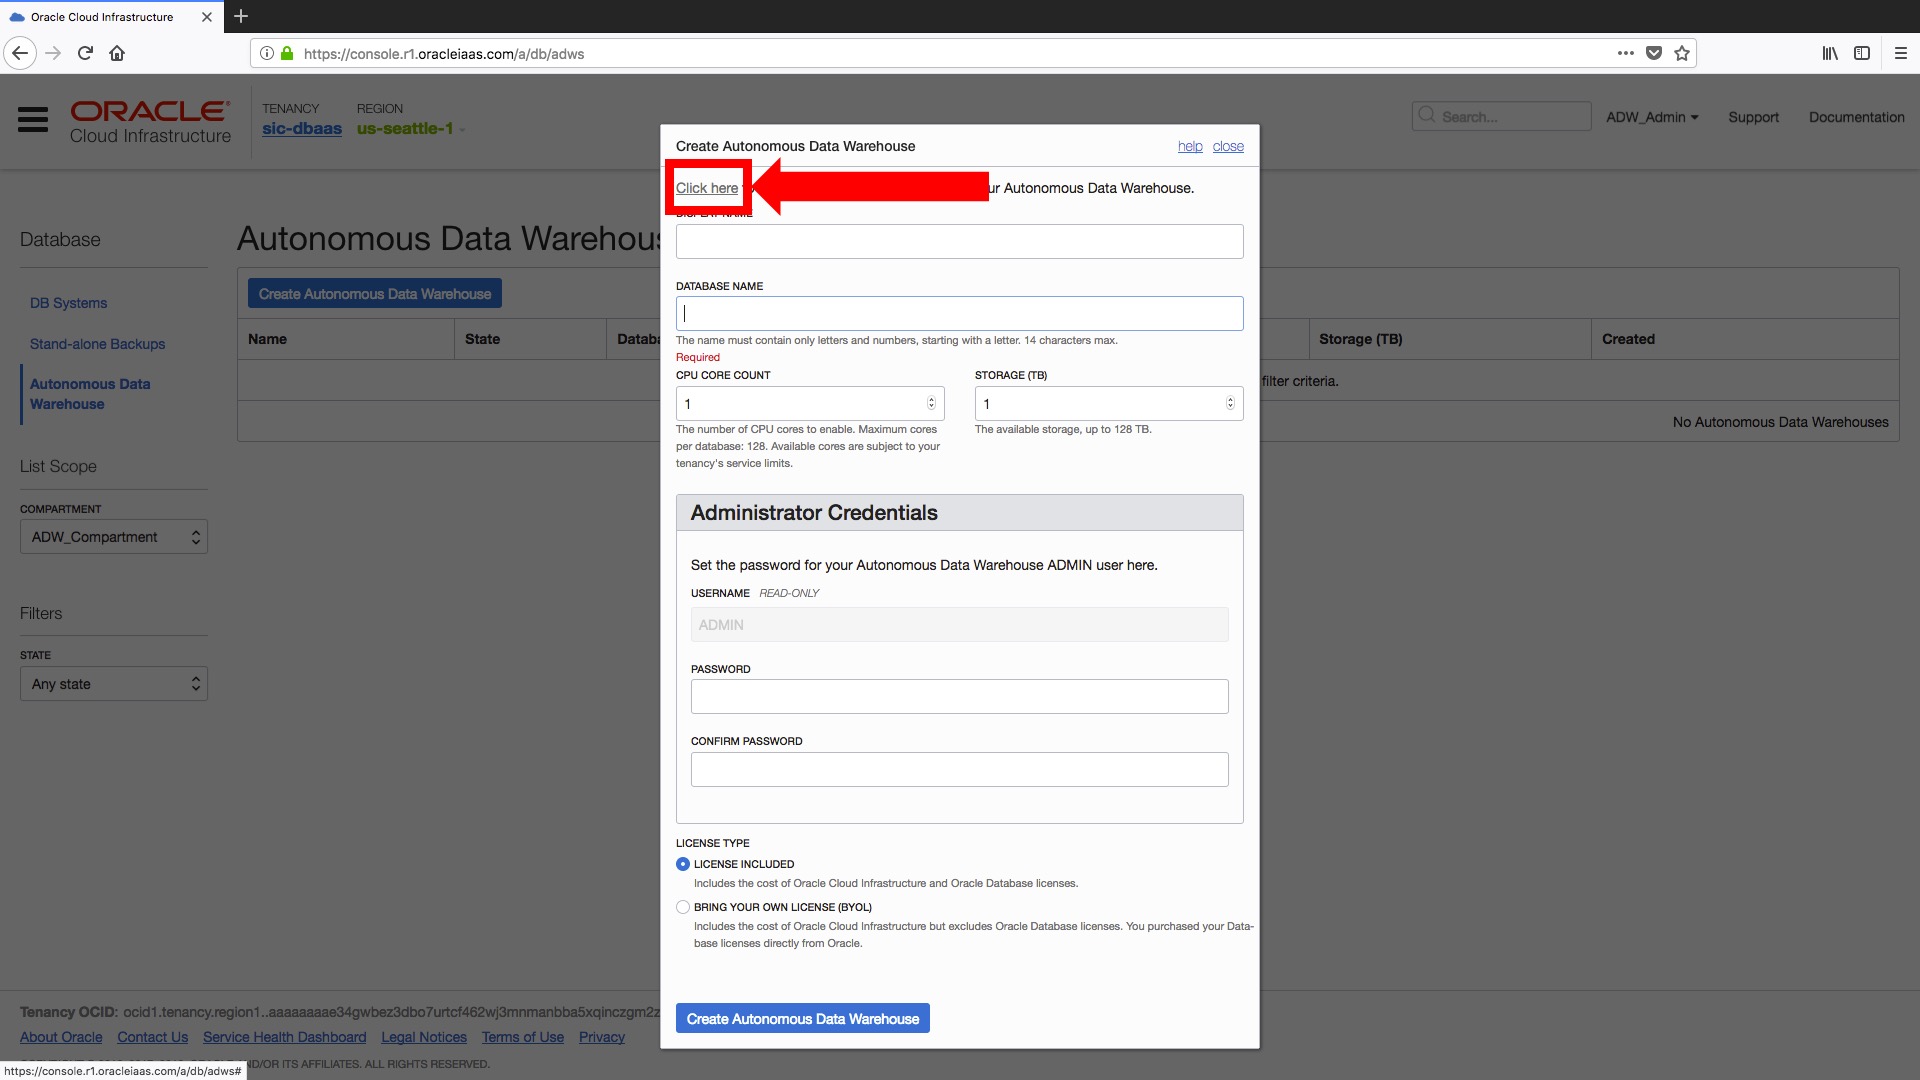 Oracle Cloud Infrastructure
https://console.r1.oracleiaas.com/a/db/adws
ORACLE
Cloud Infrastructure
TENANCY
sic-dbaas
REGION
us-seattle-1
Search...
ADW_Admin
Support
Documentation
Database
DB Systems
Stand-alone Backups
Autonomous Data
Warehouse
List Scope
COMPARTMENT
ADW_Compartment
Filters
STATE
Any state
Autonomous Data Warehous
Create Autonomous Data Warehouse
Name
State
Databa
Storage (TB)
Created
filter criteria.
No Autonomous Data Warehouses
Create Autonomous Data Warehouse
help
close
Click here
ur Autonomous Data Warehouse.
DISPLAY NAME
DATABASE NAME
The name must contain only letters and numbers, starting with a letter. 14 characters max.
Required
CPU CORE COUNT
1
The number of CPU cores to enable. Maximum cores
per database: 128. Available cores are subject to your
tenancy's service limits.
STORAGE (TB)
1
The available storage, up to 128 TB.
Administrator Credentials
Set the password for your Autonomous Data Warehouse ADMIN user here.
USERNAME READ-ONLY
ADMIN
PASSWORD
CONFIRM PASSWORD
LICENSE TYPE
LICENSE INCLUDED
Includes the cost of Oracle Cloud Infrastructure and Oracle Database licenses.
BRING YOUR OWN LICENSE (BYOL)
Includes the cost of Oracle Cloud Infrastructure but excludes Oracle Database licenses. You purchased your Data-
base licenses directly from Oracle.
Create Autonomous Data Warehouse
Tenancy OCID: ocid1.tenancy.region1..aaaaaaaae34gwbez3dbo7urtcf462wj3mnmanbba5xqinczgm2z
About Oracle Contact Us Service Health Dashboard Legal Notices Terms of Use Privacy
ND/OR ITS AFFILIATES. ALL RIGHTS RESERVED.
https://console.r1.oracleiaas.com/a/db/adws#